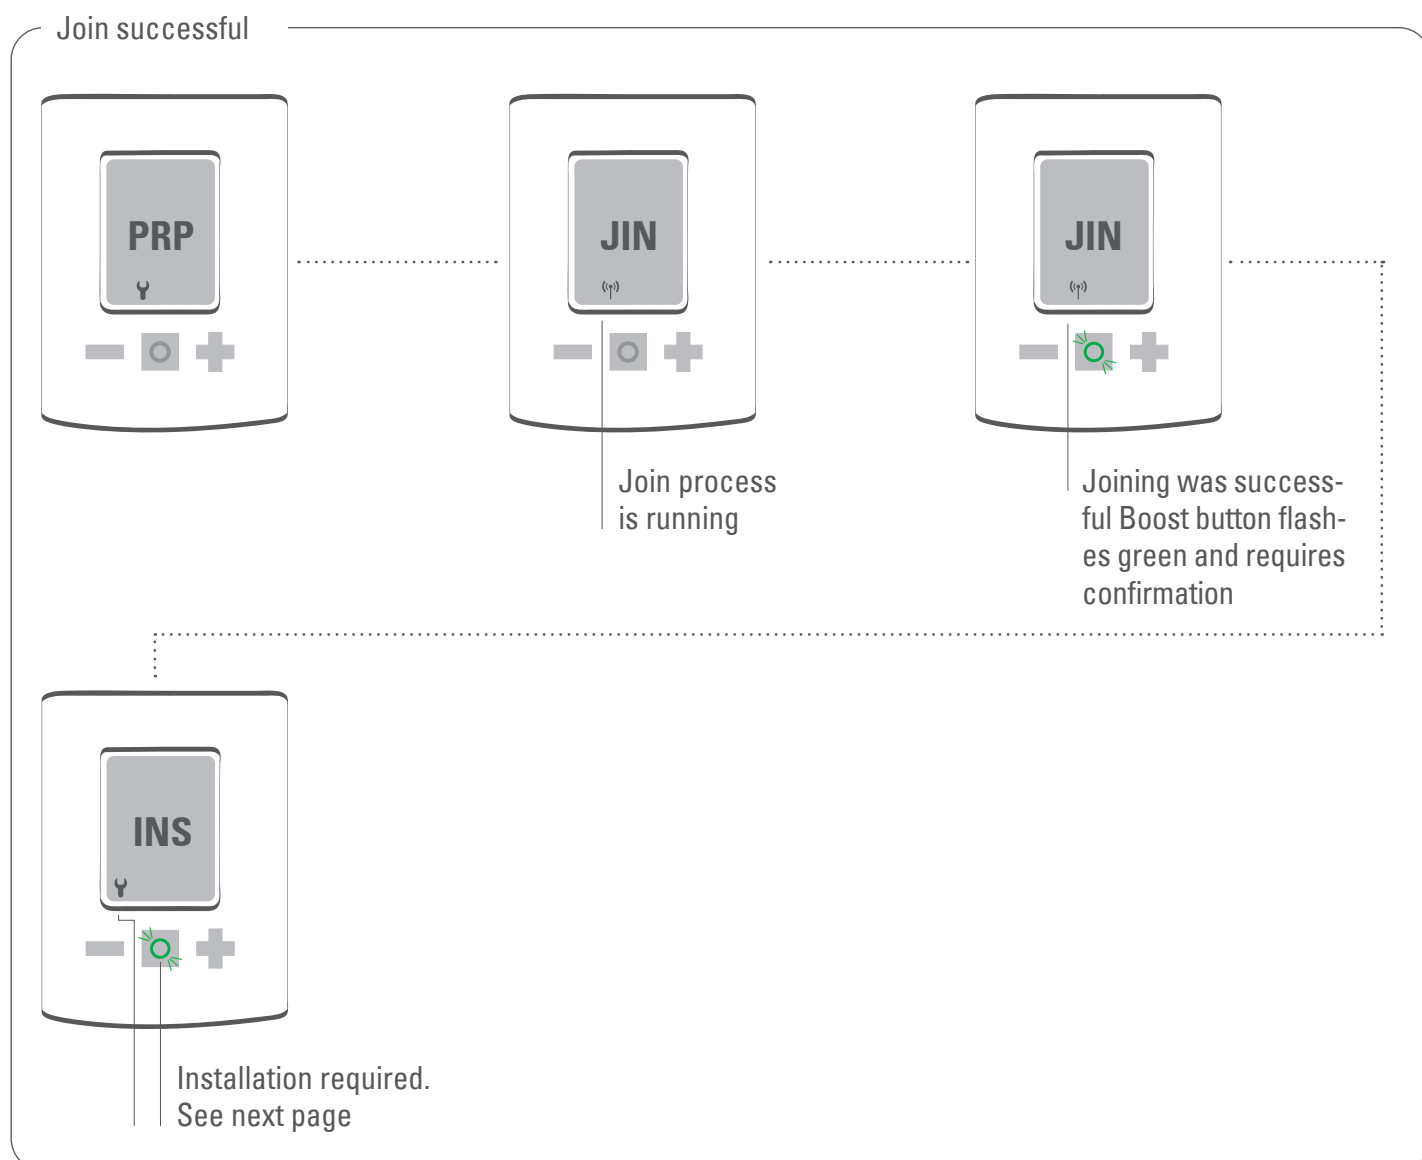 Join successful
PRP
JIN
JIN
Join process
is running
Joining was success-
ful Boost button flash-
es green and requires
confirmation
INS
Installation required.
See next page